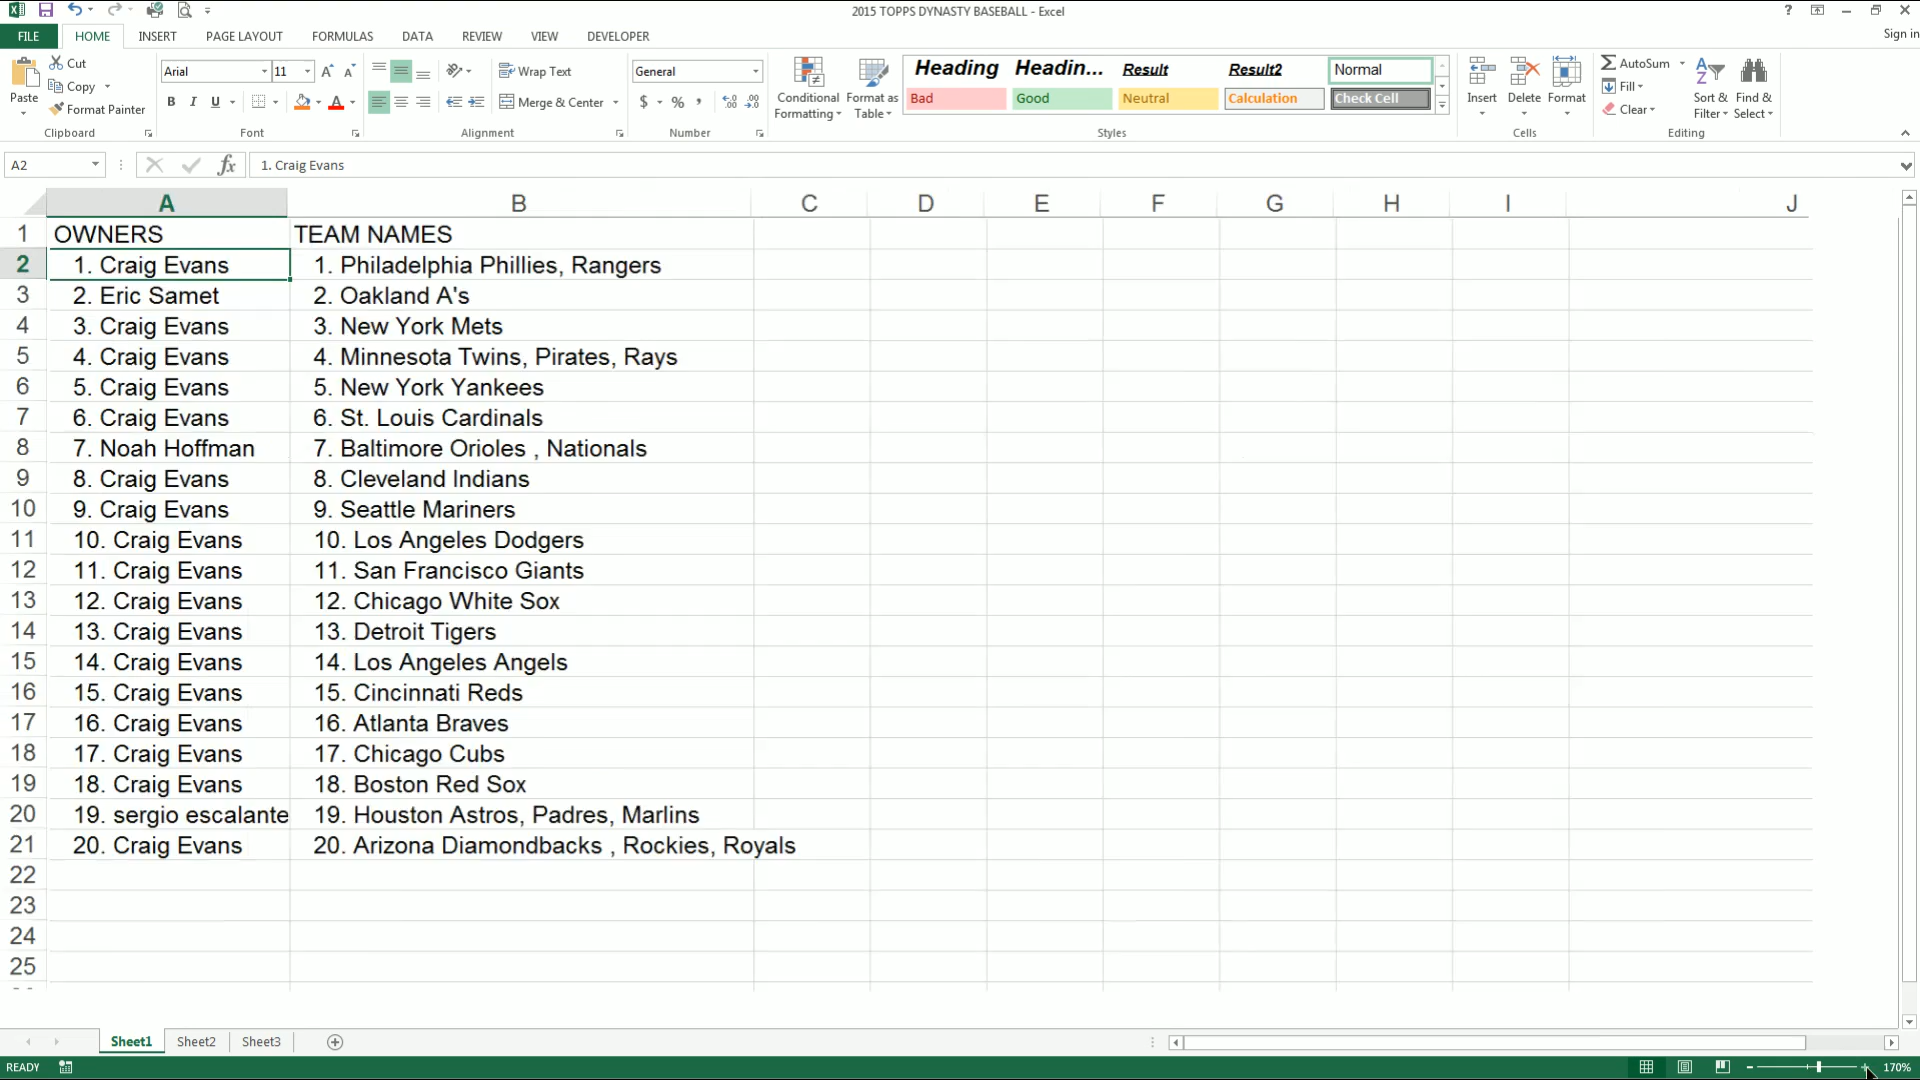 2015 TOPPS DYNASTY BASEBALL - Excel
Sign in
FILE HOME INSERT PAGE LAYOUT FORMULAS DATA REVIEW VIEW DEVELOPER
Paste
Cut
Copy
Format Painter
Clipboard
Arial 11
B I U
Font
Wrap Text
Merge & Center
Alignment
General
$ % ,
Number
Conditional Formatting
Format as Table
Heading Headin... Result Result2 Normal
Bad Good Neutral Calculation Check Cell
Styles
Insert Delete Format
Cells
AutoSum
Fill
Clear
Sort & Filter
Find & Select
Editing
A2 fx 1. Craig Evans
A B C D E F G H I J
1 OWNERS TEAM NAMES
2 1. Craig Evans 1. Philadelphia Phillies, Rangers
3 2. Eric Samet 2. Oakland A's
4 3. Craig Evans 3. New York Mets
5 4. Craig Evans 4. Minnesota Twins, Pirates, Rays
6 5. Craig Evans 5. New York Yankees
7 6. Craig Evans 6. St. Louis Cardinals
8 7. Noah Hoffman 7. Baltimore Orioles , Nationals
9 8. Craig Evans 8. Cleveland Indians
10 9. Craig Evans 9. Seattle Mariners
11 10. Craig Evans 10. Los Angeles Dodgers
12 11. Craig Evans 11. San Francisco Giants
13 12. Craig Evans 12. Chicago White Sox
14 13. Craig Evans 13. Detroit Tigers
15 14. Craig Evans 14. Los Angeles Angels
16 15. Craig Evans 15. Cincinnati Reds
17 16. Craig Evans 16. Atlanta Braves
18 17. Craig Evans 17. Chicago Cubs
19 18. Craig Evans 18. Boston Red Sox
20 19. sergio escalante 19. Houston Astros, Padres, Marlins
21 20. Craig Evans 20. Arizona Diamondbacks , Rockies, Royals
22
23
24
25
Sheet1 Sheet2 Sheet3
READY 170%